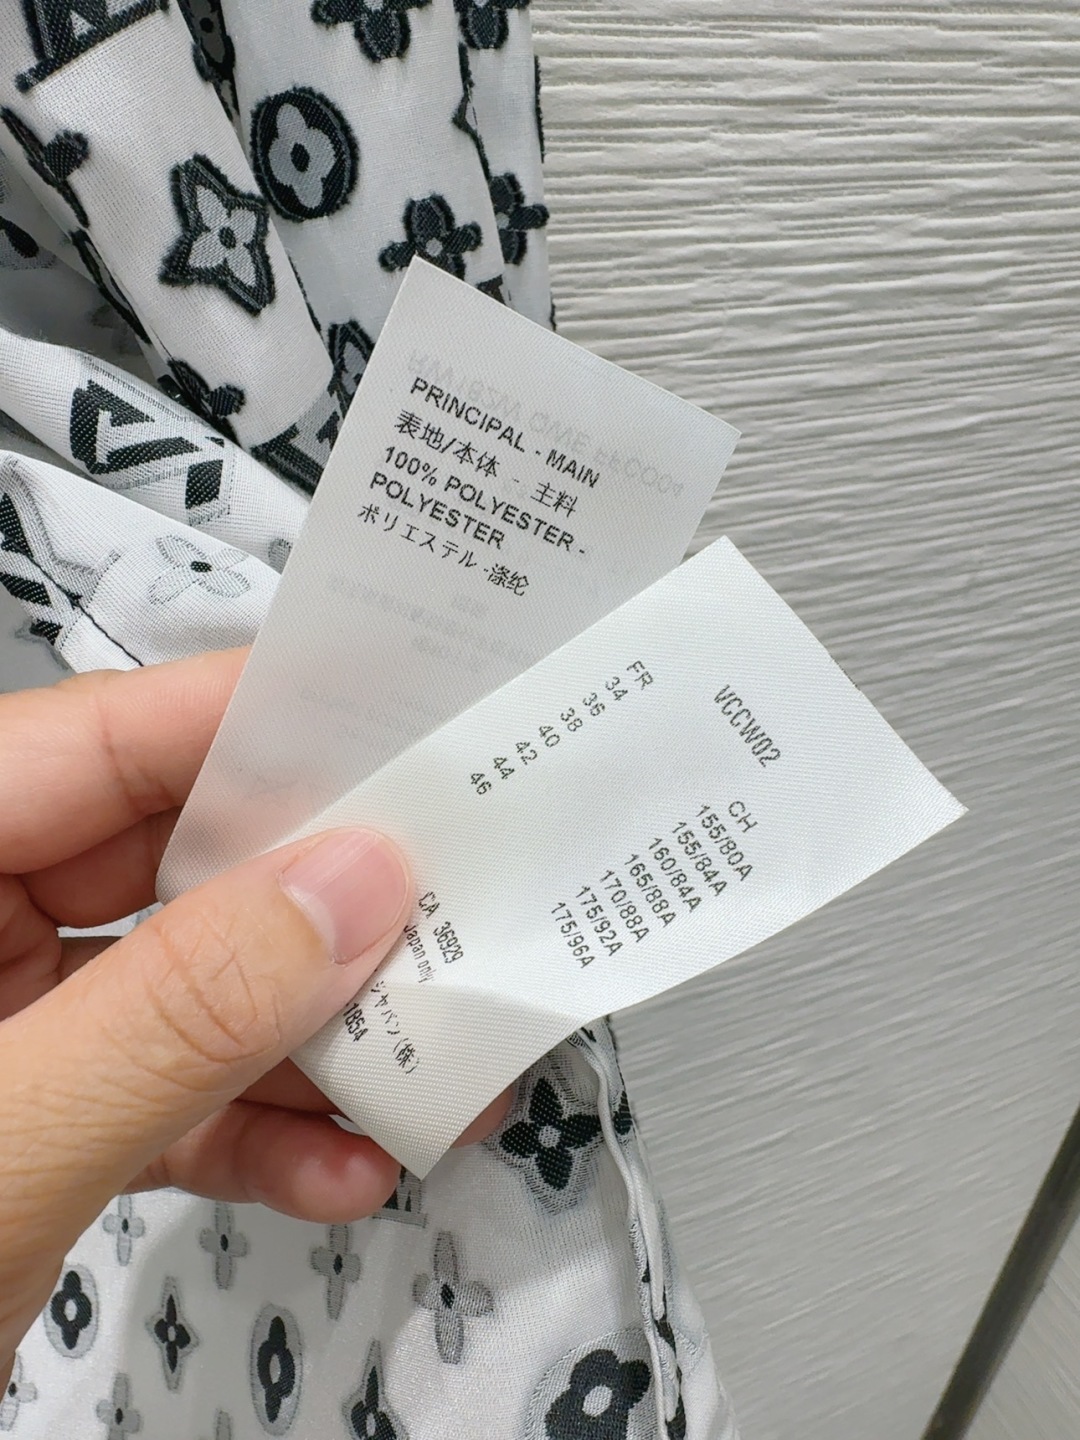 PRINCIPAL - MAIN
表地/本体 - 主料
100% POLYESTER -
POLYESTER
ポリエステル -涤纶
VCCW02
FR CH
34 155/80A
36 155/84A
38 160/84A
40 165/88A
42 170/88A
44 175/92A
46 175/96A
CA 36929
Japan only
ジャパン(株)
1854